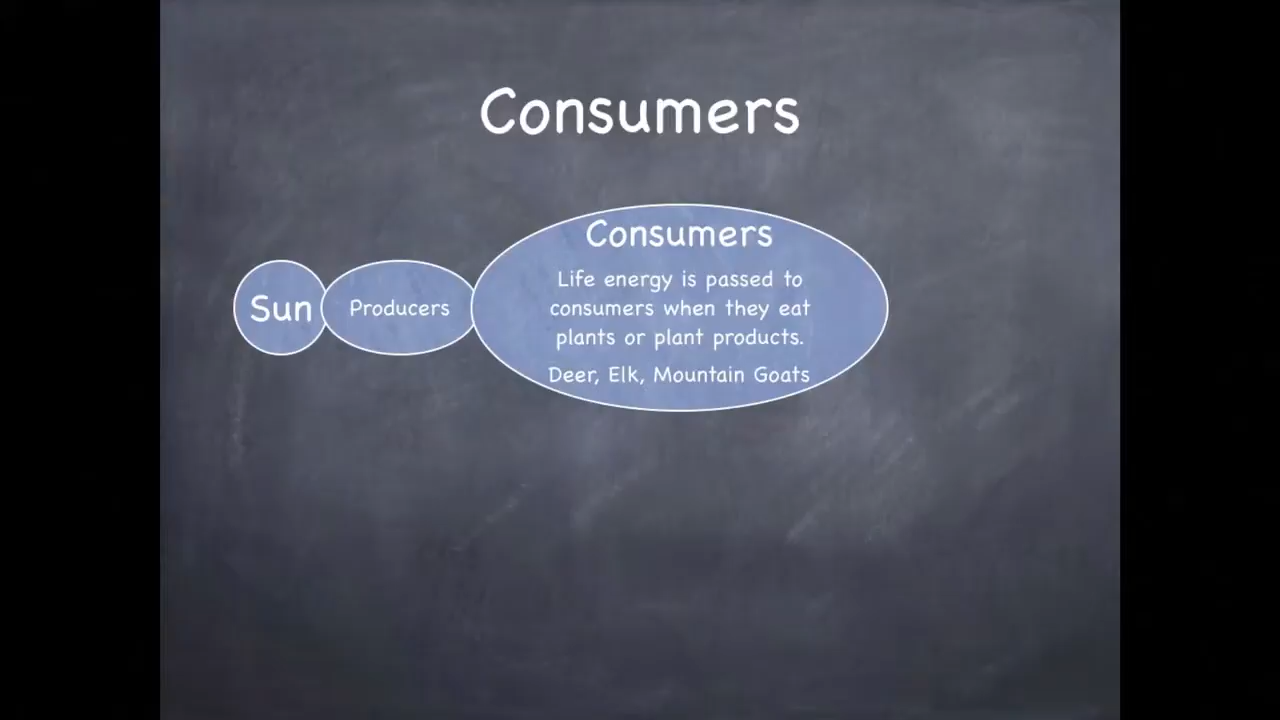 Consumers
Sun
Producers
Consumers
Life energy is passed to
consumers when they eat
plants or plant products.
Deer, Elk, Mountain Goats